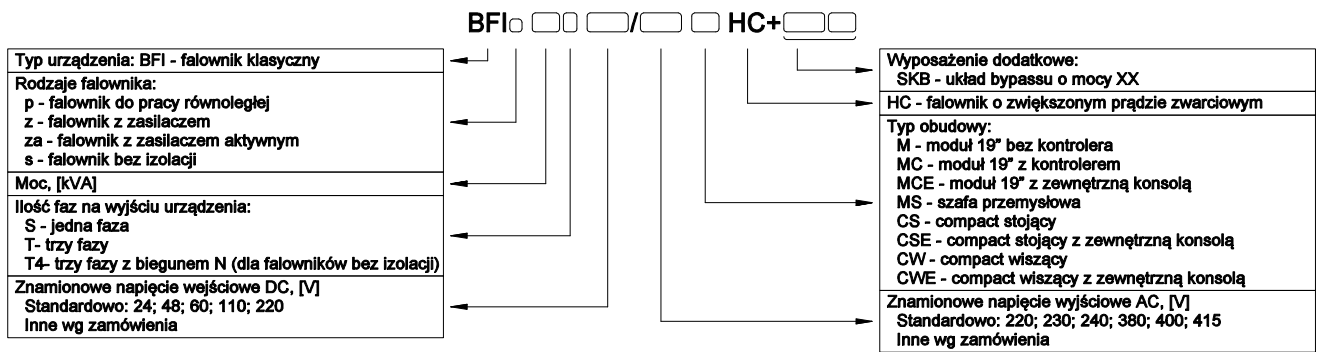 BFI / HC+
Typ urządzenia: BFI - falownik klasyczny
Rodzaje falownika:
p - falownik do pracy równoległej
z - falownik z zasilaczem
za - falownik z zasilaczem aktywnym
s - falownik bez izolacji
Moc, [kVA]
Ilość faz na wyjściu urządzenia:
S - jedna faza
T- trzy fazy
T4- trzy fazy z biegunem N (dla falowników bez izolacji)
Znamionowe napięcie wejściowe DC, [V]
Standardowo: 24; 48; 60; 110; 220
Inne wg zamówienia
Wyposażenie dodatkowe:
SKB - układ bypassu o mocy XX
HC - falownik o zwiększonym prądzie zwarciowym
Typ obudowy:
M - moduł 19” bez kontrolera
MC - moduł 19” z kontrolerem
MCE - moduł 19” z zewnętrzną konsolą
MS - szafa przemysłowa
CS - compact stojący
CSE - compact stojący z zewnętrzną konsolą
CW - compact wiszący
CWE - compact wiszący z zewnętrzną konsolą
Znamionowe napięcie wyjściowe AC, [V]
Standardowo: 220; 230; 240; 380; 400; 415
Inne wg zamówienia